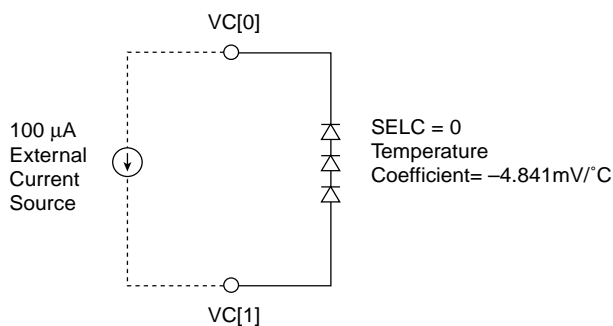 VC[0]
100 μA
External
Current
Source
SELC = 0
Temperature
Coefficient= –4.841mV/˚C
VC[1]